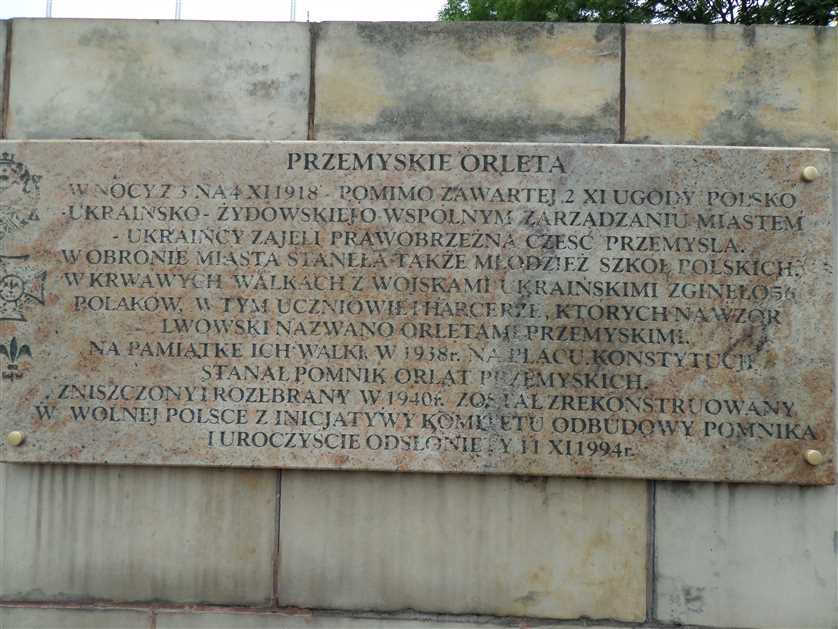 PRZEMYSKIE ORLĘTA
W NOCY Z 3 NA 4 XI 1918 - POMIMO ZAWARTEJ 2 XI UGODY POLSKO
-UKRAIŃSKO - ŻYDOWSKIEJ O WSPÓLNYM ZARZĄDZANIU MIASTEM
- UKRAIŃCY ZAJĘLI PRAWOBRZEŻNĄ CZĘŚĆ PRZEMYŚLA.
W OBRONIE MIASTA STANĘŁA TAKŻE MŁODZIEŻ SZKÓŁ POLSKICH.
W KRWAWYCH WALKACH Z WOJSKAMI UKRAIŃSKIMI ZGINĘŁO 56
POLAKÓW, W TYM UCZNIOWIE I HARCERZE, KTÓRYCH NA WZÓR
LWOWSKI NAZWANO ORLĘTAMI PRZEMYSKIMI.
NA PAMIĄTKĘ ICH WALKI, W 1938r. NA PLACU KONSTYTUCJI
STANĄŁ POMNIK ORLĄT PRZEMYSKICH.
ZNISZCZONY I ROZEBRANY W 1940r. ZOSTAŁ ZREKONSTRUOWANY
W WOLNEJ POLSCE Z INICJATYWY KOMITETU ODBUDOWY POMNIKA
I UROCZYŚCIE ODSŁONIĘTY 11 XI 1994r.